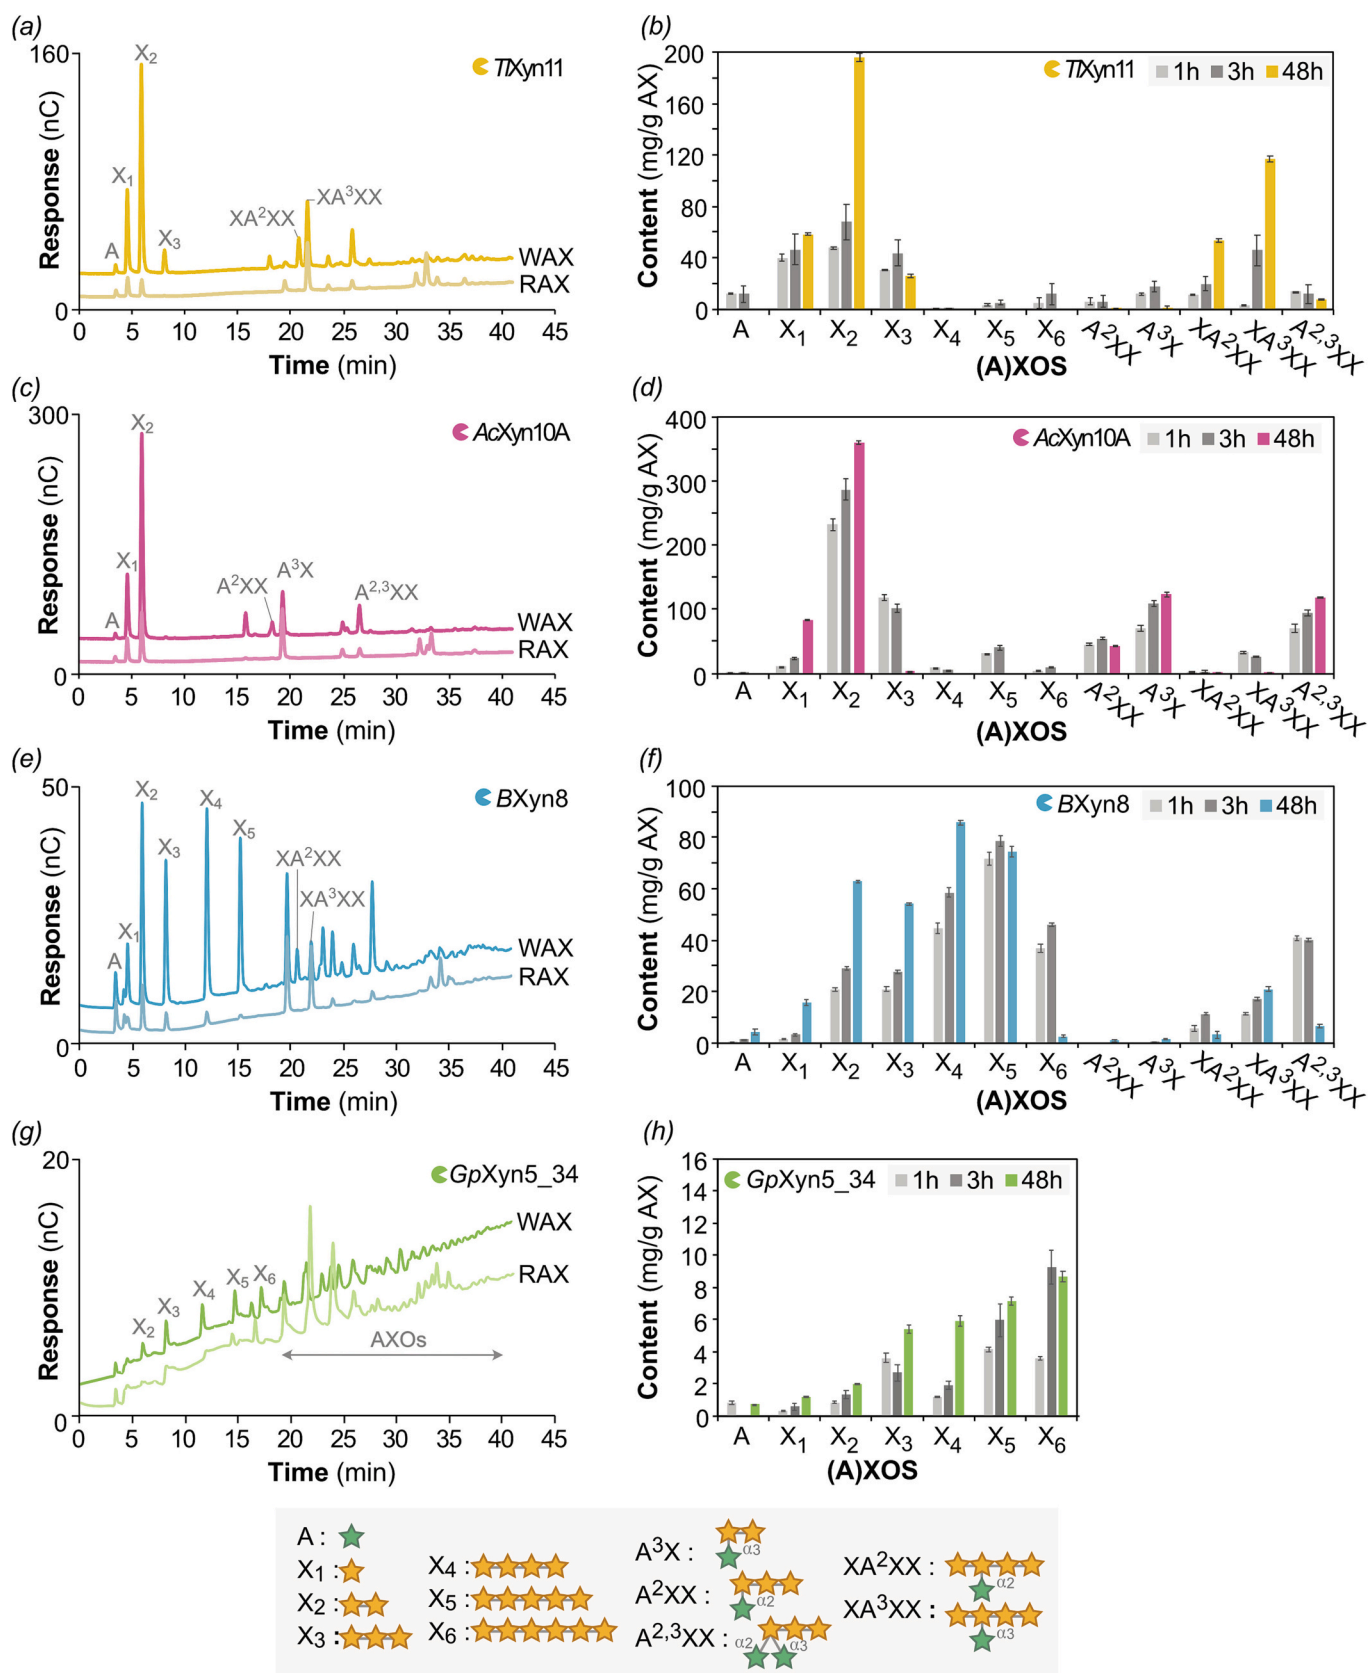 (a)
160
0
Response (nC)
A
X1
X2
X3
XA2XX
XA3XX
TlXyn11
WAX
RAX
0 5 10 15 20 25 30 35 40 45
Time (min)
(b)
200
160
120
80
40
0
Content (mg/g AX)
TlXyn11
1h 3h 48h
A X1 X2 X3 X4 X5 X6 A2XX A3X XA2XX XA3XX A2,3XX
(A)XOS
(c)
300
0
Response (nC)
A
X1
X2
A2XX
A3X
A2,3XX
AcXyn10A
WAX
RAX
0 5 10 15 20 25 30 35 40 45
Time (min)
(d)
400
300
200
100
0
Content (mg/g AX)
AcXyn10A
1h 3h 48h
A X1 X2 X3 X4 X5 X6 A2XX A3X XA2XX XA3XX A2,3XX
(A)XOS
(e)
50
0
Response (nC)
A
X1
X2
X3
X4
X5
XA2XX
XA3XX
BXyn8
WAX
RAX
0 5 10 15 20 25 30 35 40 45
Time (min)
(f)
100
80
60
40
20
0
Content (mg/g AX)
BXyn8
1h 3h 48h
A X1 X2 X3 X4 X5 X6 A2XX A3X XA2XX XA3XX A2,3XX
(A)XOS
(g)
20
0
Response (nC)
X2
X3
X4
X5
X6
AXOs
GpXyn5_34
WAX
RAX
0 5 10 15 20 25 30 35 40 45
Time (min)
(h)
16
14
12
10
8
6
4
2
0
Content (mg/g AX)
GpXyn5_34
1h 3h 48h
A X1 X2 X3 X4 X5 X6
(A)XOS
A :
X1 :
X2 :
X3 :
X4 :
X5 :
X6 :
A3X : α3
A2XX : α2
A2,3XX : α2 α3
XA2XX : α2
XA3XX : α3